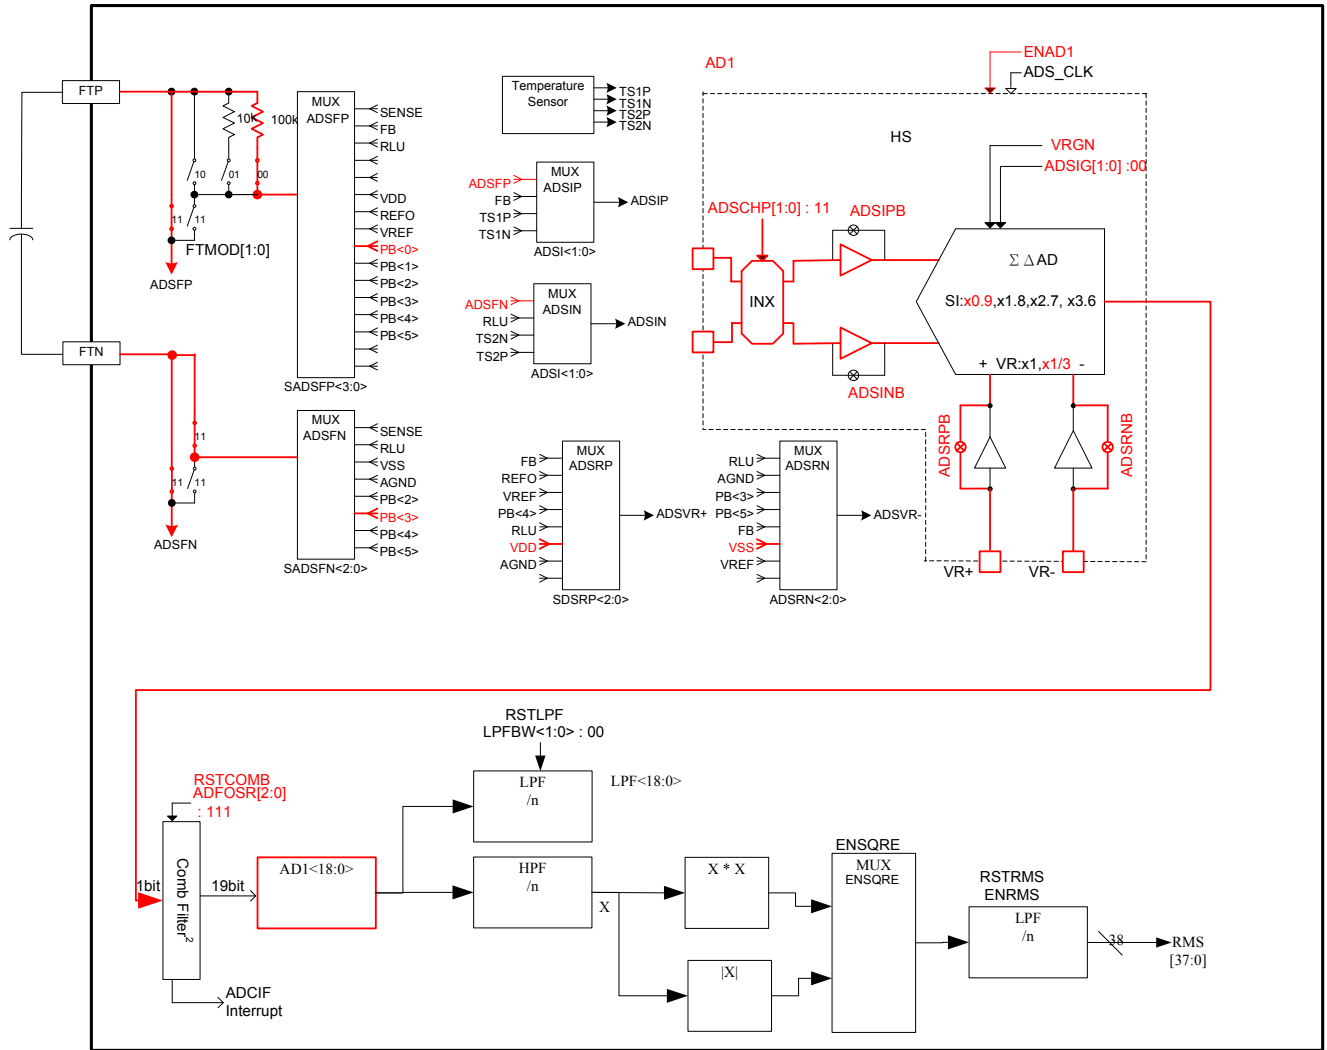 FTP
10k
100k
10
01
00
11
11
FTMOD[1:0]
ADSFP
FTN
11
11
11
ADSFN
MUX
ADSFP
SENSE
FB
RLU
VDD
REFO
VREF
PB<0>
PB<1>
PB<2>
PB<3>
PB<4>
PB<5>
SADSFP<3:0>
MUX
ADSFN
SENSE
RLU
VSS
AGND
PB<2>
PB<3>
PB<4>
PB<5>
SADSFN<2:0>
Temperature
Sensor
TS1P
TS1N
TS2P
TS2N
MUX
ADSIP
ADSFP
FB
TS1P
TS1N
ADSIP
ADSI<1:0>
MUX
ADSIN
ADSFN
RLU
TS2N
TS2P
ADSIN
ADSI<1:0>
MUX
ADSRP
FB
REFO
VREF
PB<4>
RLU
VDD
AGND
ADSVR+
SDSRP<2:0>
MUX
ADSRN
RLU
AGND
PB<3>
PB<5>
FB
VSS
VREF
ADSVR-
ADSRN<2:0>
AD1
ENAD1
ADS_CLK
HS
VRGN
ADSIG[1:0] :00
ADSCHP[1:0] : 11
ADSIPB
INX
ADSINB
Σ Δ AD
SI:x0.9,x1.8,x2.7, x3.6
+ VR:x1,x1/3 -
ADSRPB
ADSRNB
VR+
VR-
RSTLPF
LPFBW<1:0> : 00
LPF
/n
LPF<18:0>
RSTCOMB
ADFOSR[2:0]
: 111
1bit
Comb Filter²
19bit
AD1<18:0>
HPF
/n
X
X * X
|X|
ENSQRE
MUX
ENSQRE
RSTRMS
ENRMS
LPF
/n
38
RMS
[37:0]
ADCIF
Interrupt